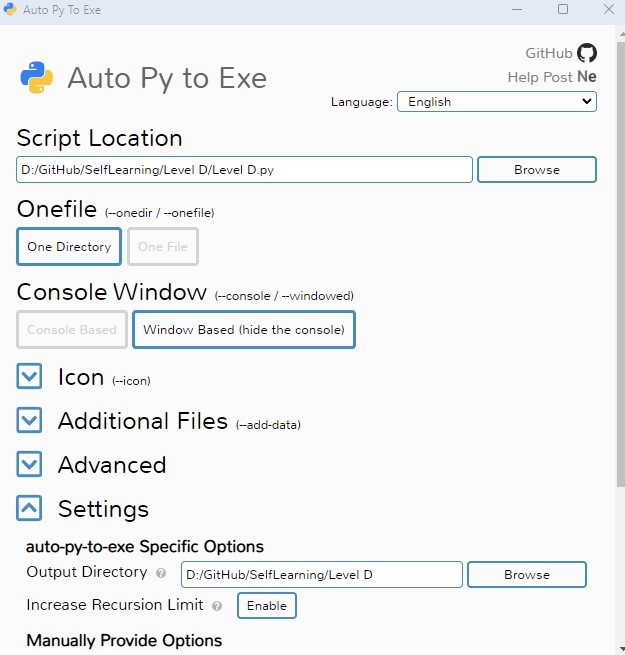 Auto Py To Exe
GitHub
Auto Py to Exe
Help Post Ne
Language: English
Script Location
D:/GitHub/SelfLearning/Level D/Level D.py Browse
Onefile (--onedir / --onefile)
One Directory One File
Console Window (--console / --windowed)
Console Based Window Based (hide the console)
Icon (--icon)
Additional Files (--add-data)
Advanced
Settings
auto-py-to-exe Specific Options
Output Directory ? D:/GitHub/SelfLearning/Level D Browse
Increase Recursion Limit ? Enable
Manually Provide Options